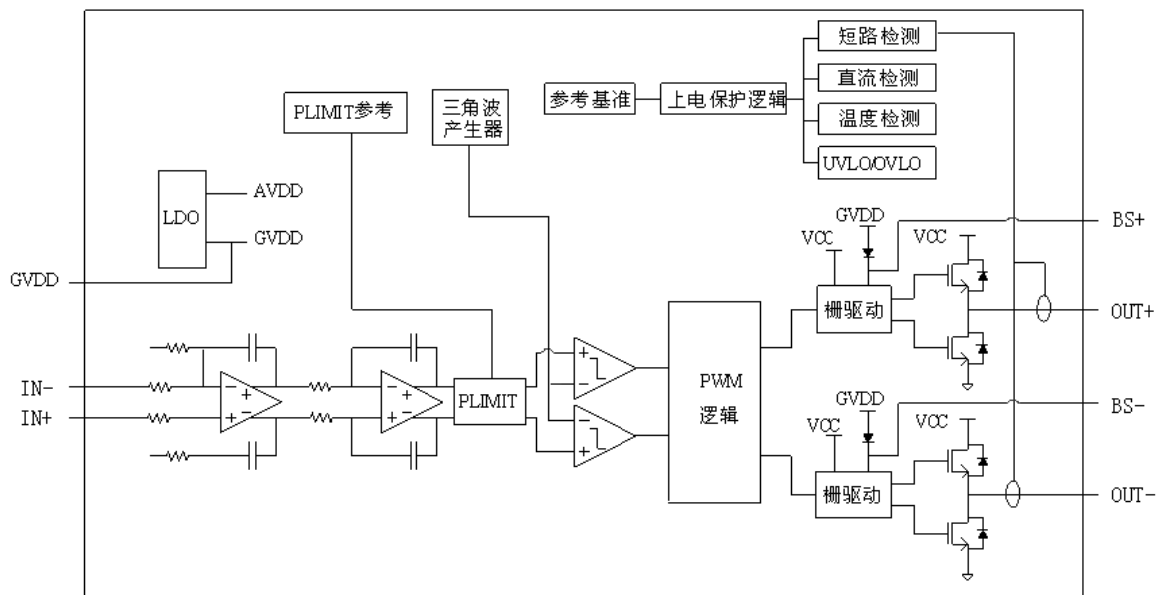 短路检测
直流检测
温度检测
UVLO/OVLO
参考基准
上电保护逻辑
PLIMIT参考
三角波
产生器
LDO
AVDD
GVDD
GVDD
IN-
IN+
PLIMIT
PWM
逻辑
GVDD
VCC
栅驱动
VCC
BS+
OUT+
GVDD
VCC
栅驱动
VCC
BS-
OUT-